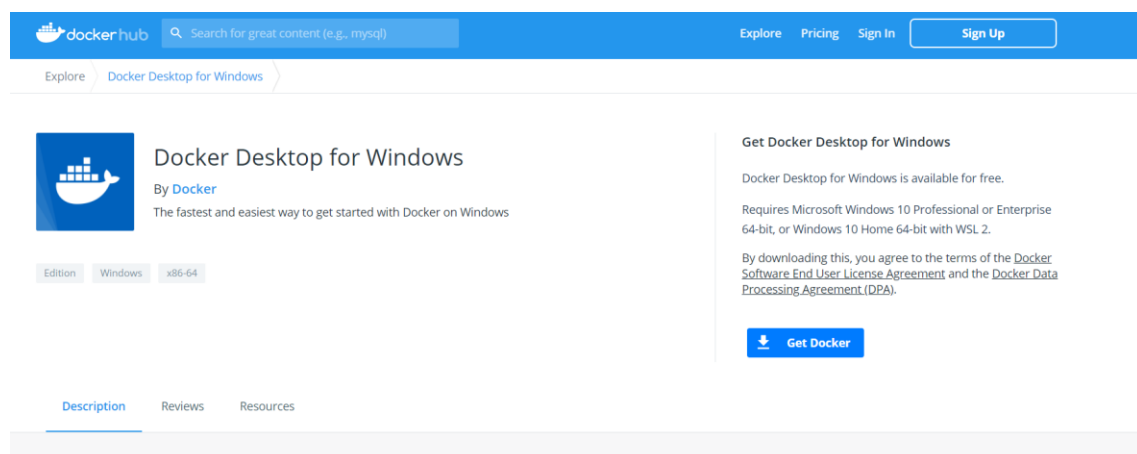 dockerhub
Search for great content (e.g., mysql)
Explore
Pricing
Sign In
Sign Up
Explore
Docker Desktop for Windows
Docker Desktop for Windows
By Docker
The fastest and easiest way to get started with Docker on Windows
Edition
Windows
x86-64
Get Docker Desktop for Windows
Docker Desktop for Windows is available for free.
Requires Microsoft Windows 10 Professional or Enterprise
64-bit, or Windows 10 Home 64-bit with WSL 2.
By downloading this, you agree to the terms of the Docker
Software End User License Agreement and the Docker Data
Processing Agreement (DPA).
Get Docker
Description
Reviews
Resources